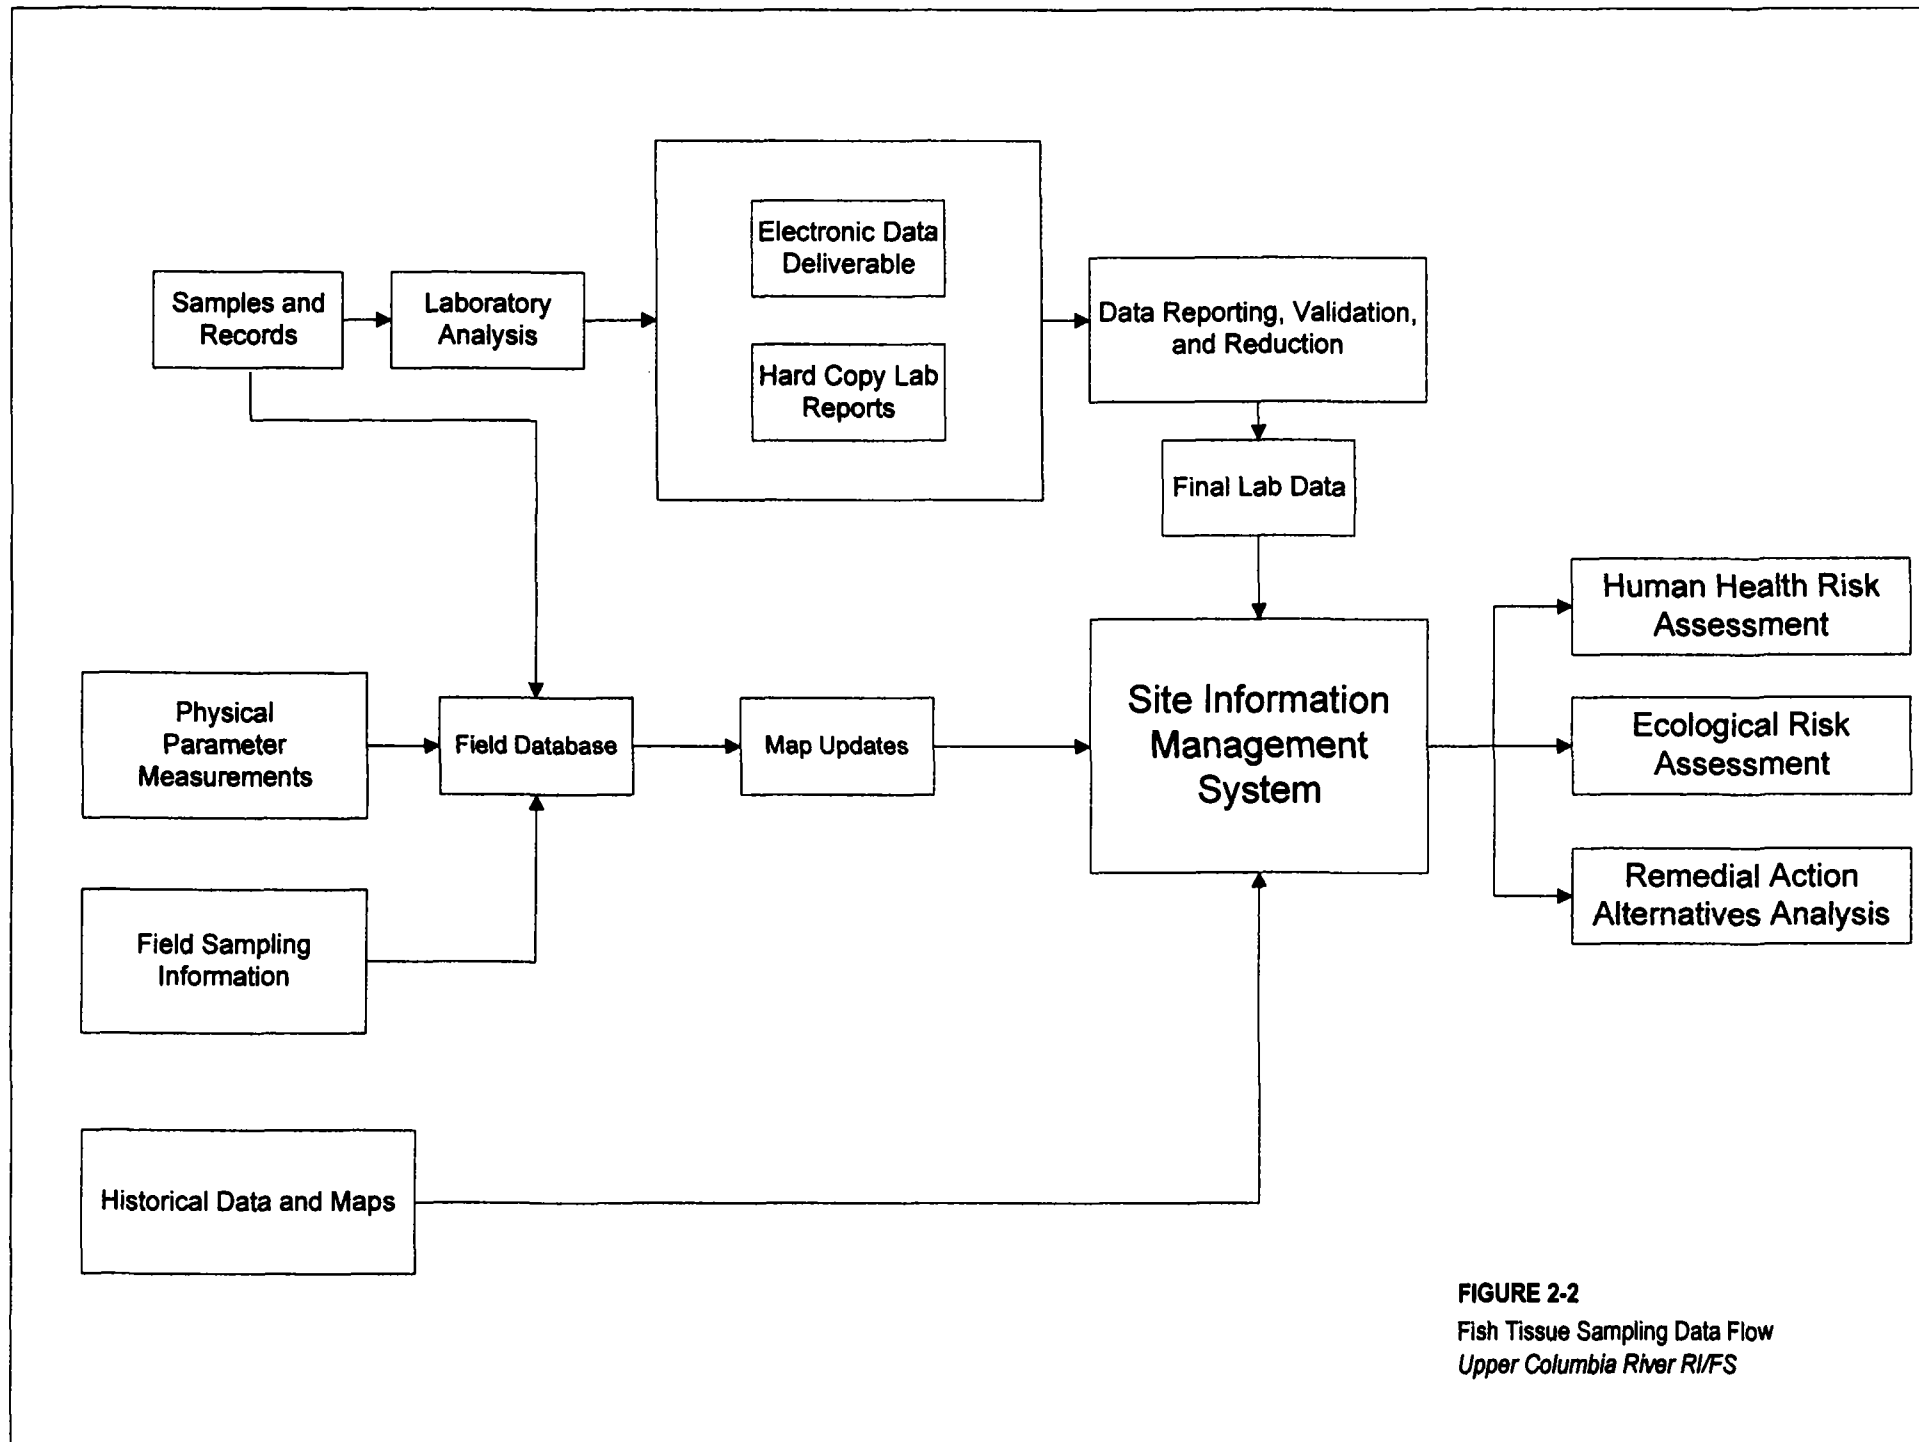 Electronic Data
Deliverable
Samples and
Records
Laboratory
Analysis
Hard Copy Lab
Reports
Data Reporting, Validation,
and Reduction
Final Lab Data
Physical
Parameter
Measurements
Field Database
Map Updates
Site Information
Management
System
Human Health Risk
Assessment
Ecological Risk
Assessment
Remedial Action
Alternatives Analysis
Field Sampling
Information
Historical Data and Maps
FIGURE 2-2
Fish Tissue Sampling Data Flow
Upper Columbia River RI/FS